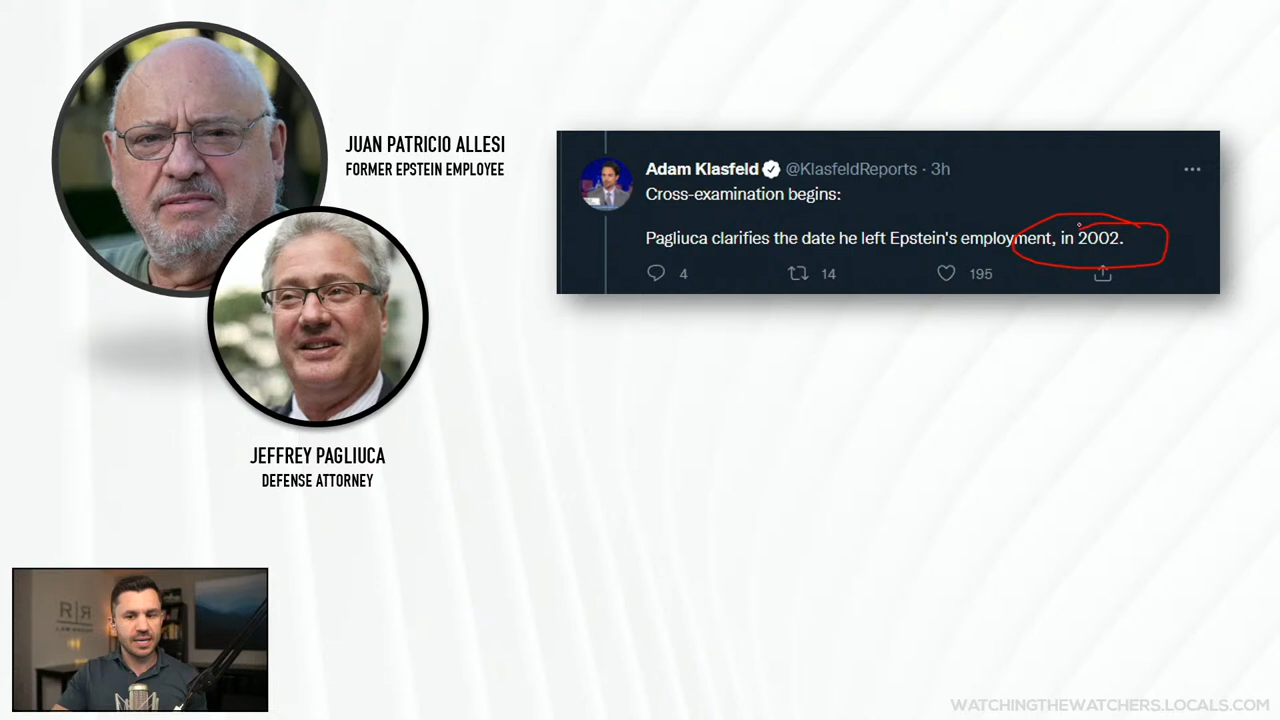 JUAN PATRICIO ALLESI
FORMER EPSTEIN EMPLOYEE
JEFFREY PAGLIUCA
DEFENSE ATTORNEY
Adam Klasfeld @KlasfeldReports · 3h
Cross-examination begins:
Pagliuca clarifies the date he left Epstein's employment, in 2002.
4 14 195
R|R
WATCHINGTHEWATCHERS.LOCALS.COM